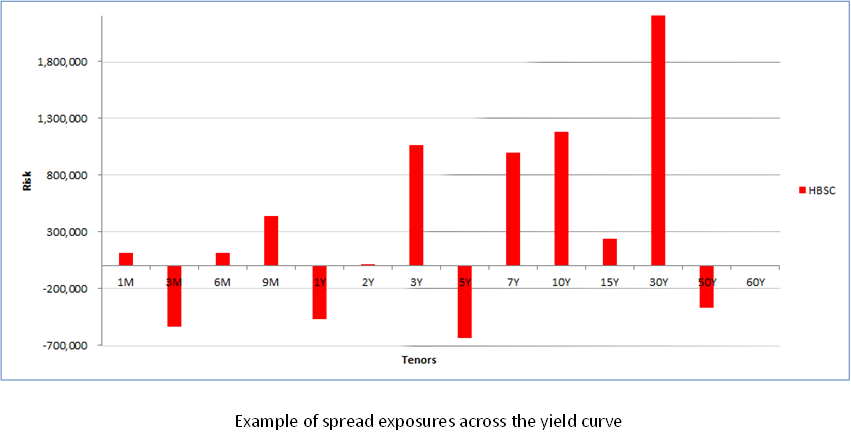 1,800,000
1,300,000
800,000
300,000
-200,000
-700,000
Risk
1M 3M 6M 9M 1Y 2Y 3Y 5Y 7Y 10Y 15Y 30Y 50Y 60Y
Tenors
HBSC
Example of spread exposures across the yield curve